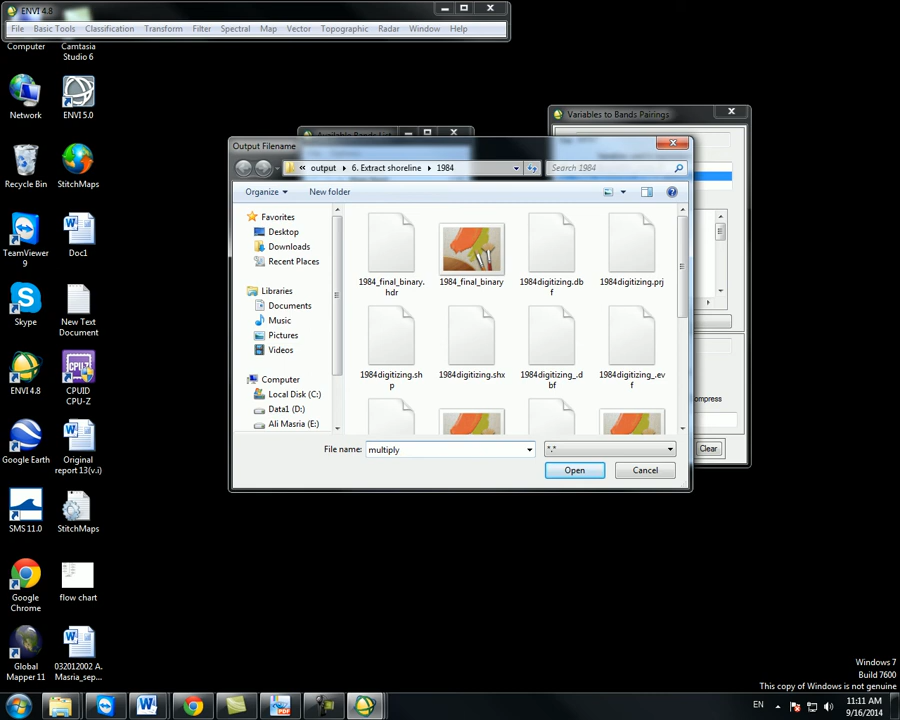 ENVI 4.8
File Basic Tools Classification Transform Filter Spectral Map Vector Topographic Radar Window Help
Computer
Camtasia
Studio 6
Network
ENVI 5.0
Recycle Bin
StitchMaps
TeamViewer
9
Doc1
Skype
New Text
Document
ENVI 4.8
CPUID
CPU-Z
Google Earth
Original
report 13(v.i)
SMS 11.0
StitchMaps
Google
Chrome
flow chart
Global
Mapper 11
032012002 A.
Masria_sep...
Available Bands List
Variables to Bands Pairings
Output Filename
« output 6. Extract shoreline 1984
Search 1984
Organize New folder
Favorites
Desktop
Downloads
Recent Places
Libraries
Documents
Music
Pictures
Videos
Computer
Local Disk (C:)
Data1 (D:)
Ali Masria (E:)
1984_final_binary.
hdr
1984_final_binary
1984digitizing.db
f
1984digitizing.prj
1984digitizing.sh
p
1984digitizing.shx
1984digitizing_.d
bf
1984digitizing_.ev
f
File name: multiply
*.*
Open Cancel
Clear
Windows 7
Build 7600
This copy of Windows is not genuine
EN
11:11 AM
9/16/2014